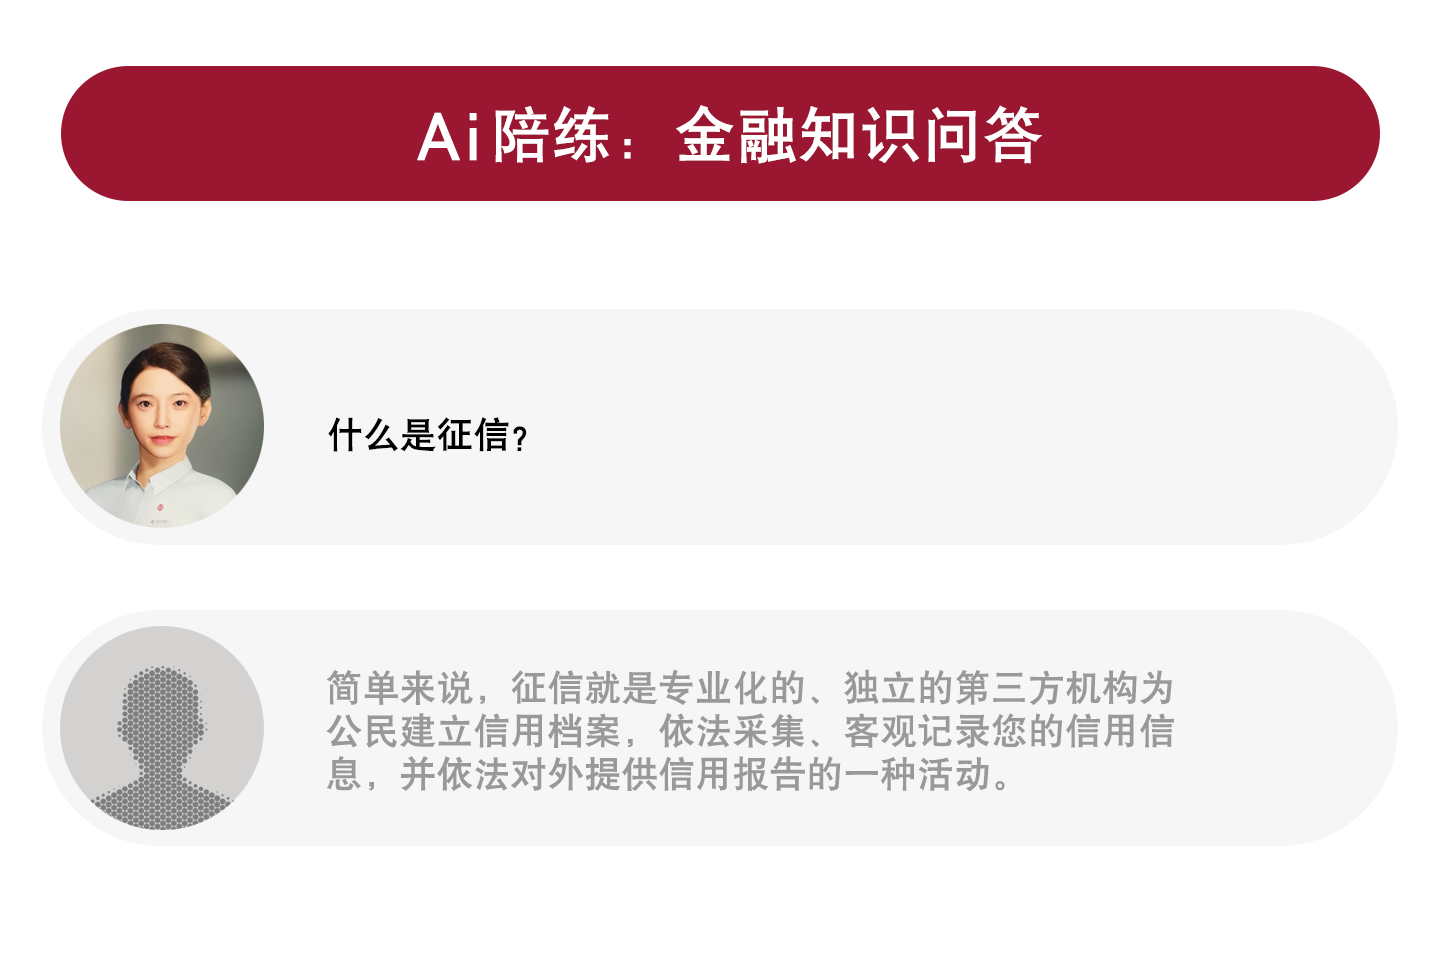 Ai陪练：金融知识问答
什么是征信？
简单来说，征信就是专业化的、独立的第三方机构为
公民建立信用档案，依法采集、客观记录您的信用信
息，并依法对外提供信用报告的一种活动。